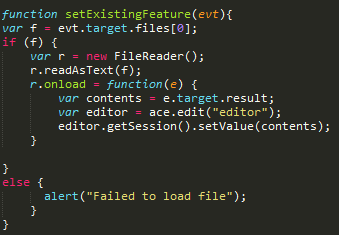 function setExistingFeature(evt){
var f = evt.target.files[0];
if (f) {
var r = new FileReader();
r.readAsText(f);
r.onload = function(e) {
var contents = e.target.result;
var editor = ace.edit("editor");
editor.getSession().setValue(contents);
}
}
else {
alert("Failed to load file");
}
}